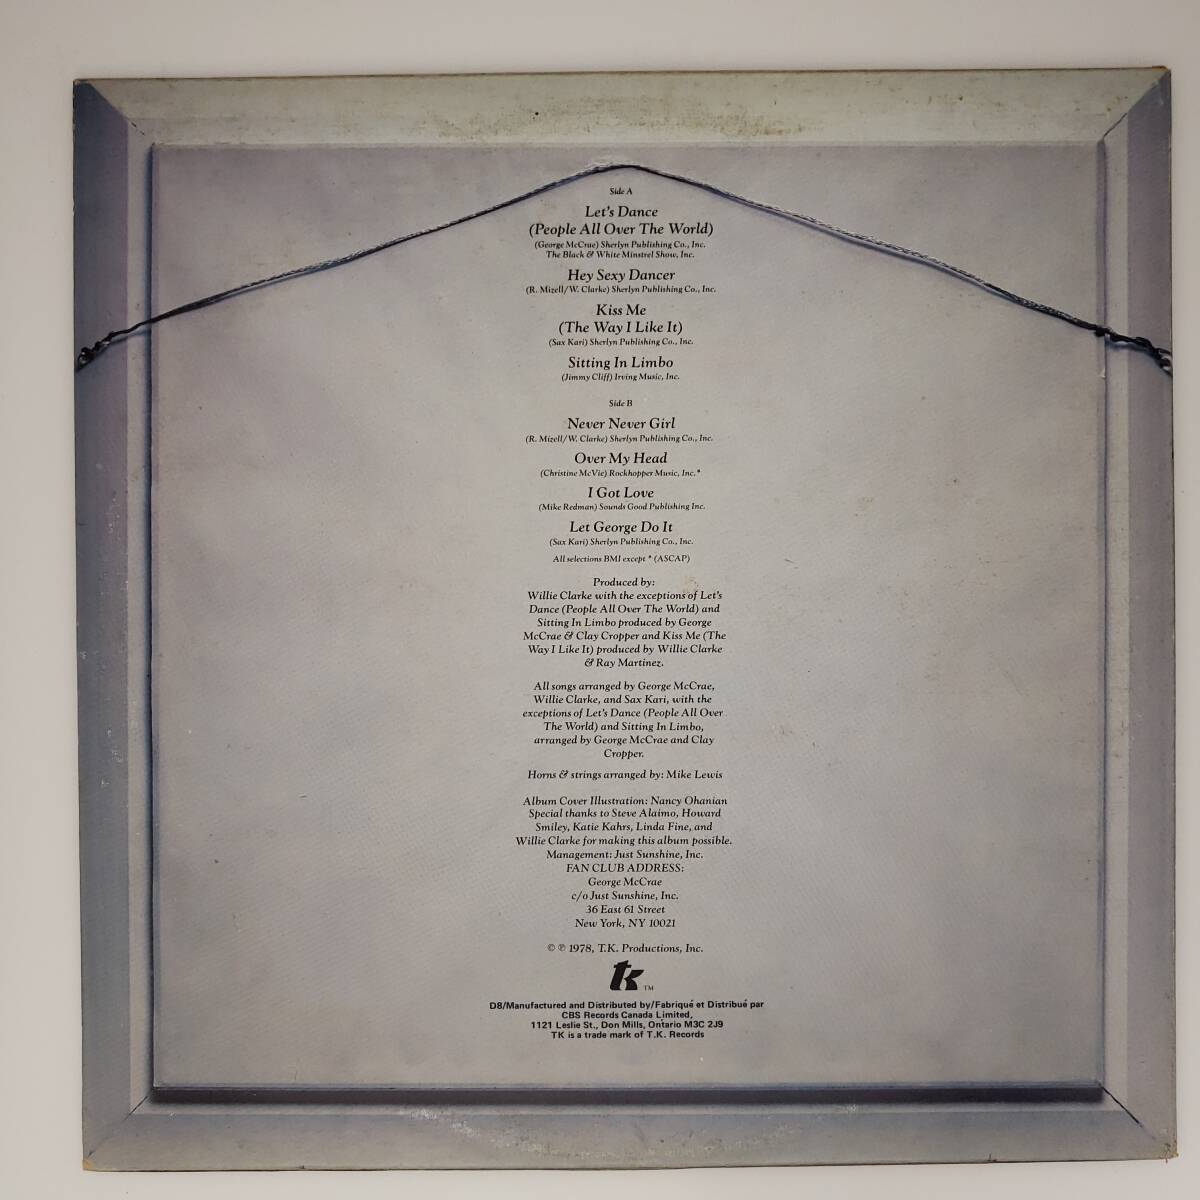 Side A
Let's Dance
(People All Over The World)
(George McCrae) Sherlyn Publishing Co., Inc.
The Black & White Minstrel Show, Inc.
Hey Sexy Dancer
(R. Mizell/W. Clarke) Sherlyn Publishing Co., Inc.
Kiss Me
(The Way I Like It)
(Sax Kari) Sherlyn Publishing Co., Inc.
Sitting In Limbo
(Jimmy Cliff) Irving Music, Inc.
Side B
Never Never Girl
(R. Mizell/W. Clarke) Sherlyn Publishing Co., Inc.
Over My Head
(Christine McVie) Rockhopper Music, Inc.*
I Got Love
(Mike Redman) Sounds Good Publishing Inc.
Let George Do It
(Sax Kari) Sherlyn Publishing Co., Inc.
All selections BMI except * (ASCAP)
Produced by:
Willie Clarke with the exceptions of Let's
Dance (People All Over The World) and
Sitting In Limbo produced by George
McCrae & Clay Cropper and Kiss Me (The
Way I Like It) produced by Willie Clarke
& Ray Martinez.
All songs arranged by George McCrae,
Willie Clarke, and Sax Kari, with the
exceptions of Let's Dance (People All Over
The World) and Sitting In Limbo,
arranged by George McCrae and Clay
Cropper.
Horns & strings arranged by: Mike Lewis
Album Cover Illustration: Nancy Ohanian
Special thanks to Steve Alaimo, Howard
Smiley, Katie Kahrs, Linda Fine, and
Willie Clarke for making this album possible.
Management: Just Sunshine, Inc.
FAN CLUB ADDRESS:
George McCrae
c/o Just Sunshine, Inc.
36 East 61 Street
New York, NY 10021
© ℗ 1978, T.K. Productions, Inc.
tk TM
D8/Manufactured and Distributed by/Fabriqué et Distribué par
CBS Records Canada Limited,
1121 Leslie St., Don Mills, Ontario M3C 2J9
TK is a trade mark of T.K. Records